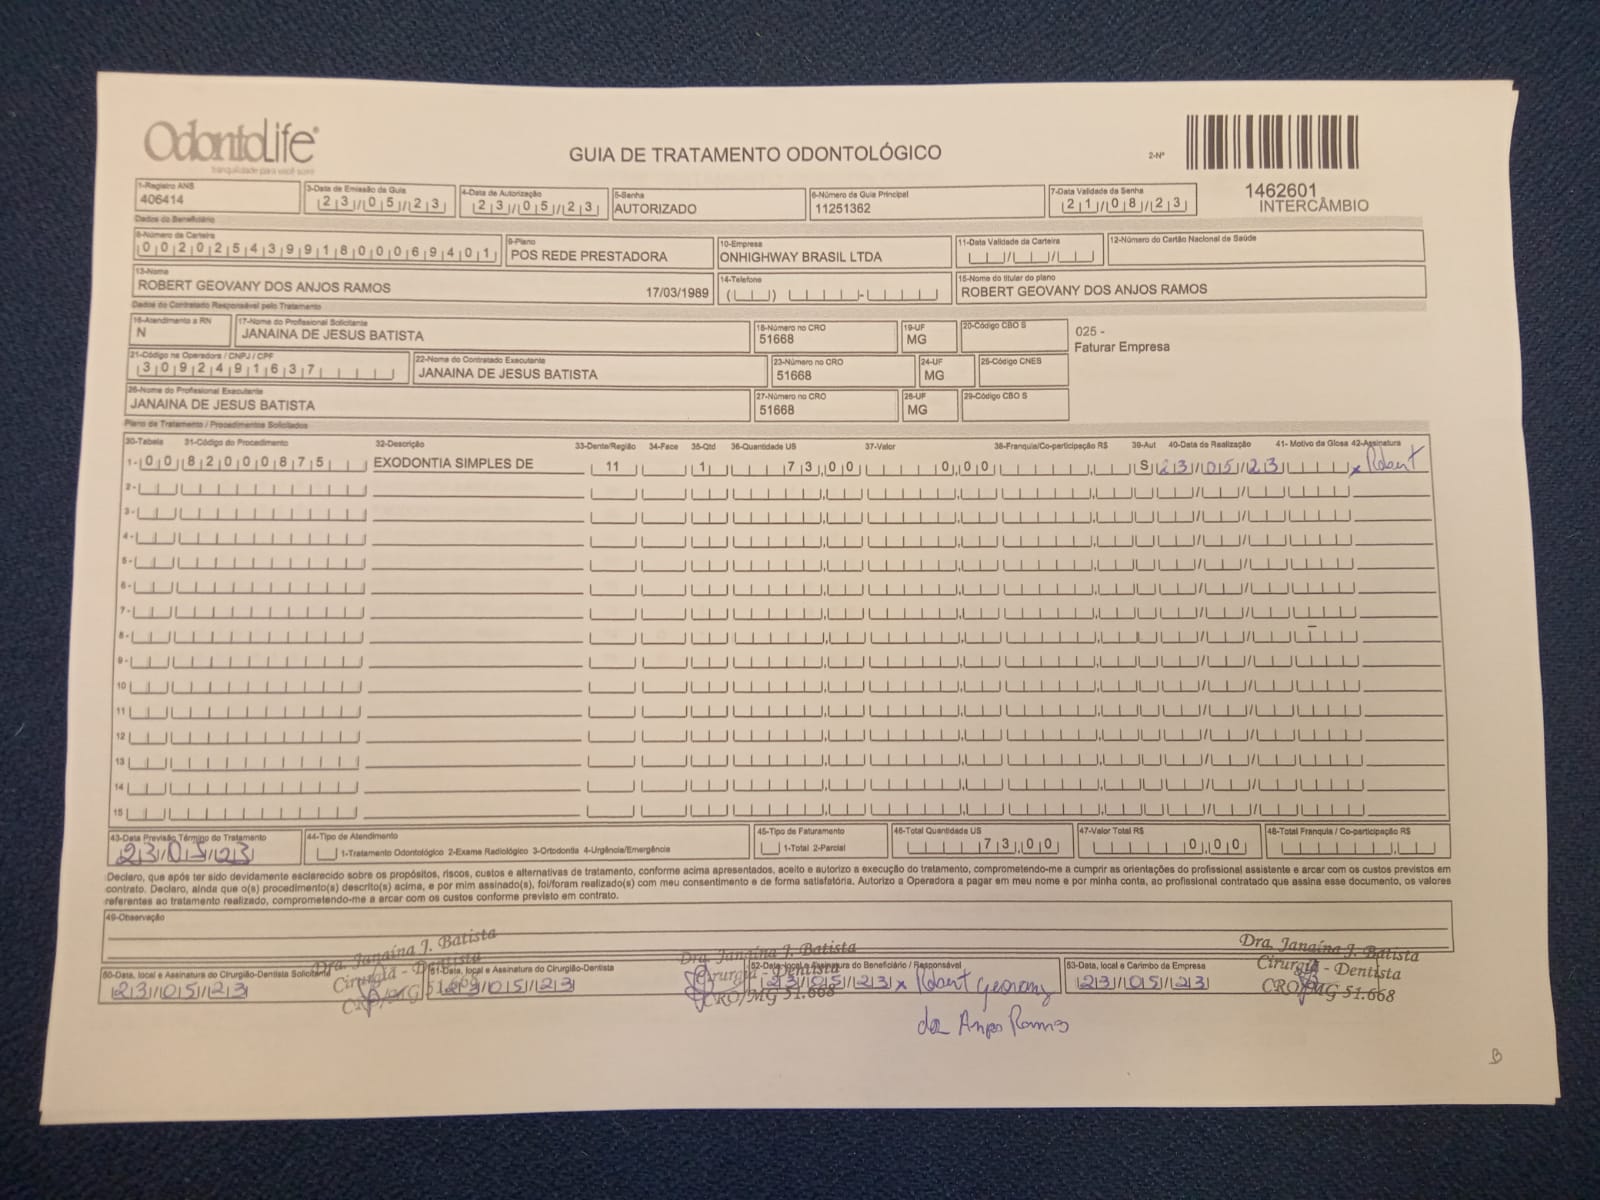 OdontoLife®
tranquilidade para você sorrir
GUIA DE TRATAMENTO ODONTOLÓGICO
2-Nº
1462601
INTERCÂMBIO
1-Registro ANS
406414
3-Data de Emissão da Guia
23/05/23
4-Data de Autorização
23/05/23
5-Senha
AUTORIZADO
6-Número da Guia Principal
11251362
7-Data Validade da Senha
21/08/23
Dados do Beneficiário
8-Número da Carteira
00202543991800069401
9-Plano
POS REDE PRESTADORA
10-Empresa
ONHIGHWAY BRASIL LTDA
11-Data Validade da Carteira
12-Número do Cartão Nacional de Saúde
13-Nome
ROBERT GEOVANY DOS ANJOS RAMOS 17/03/1989
14-Telefone
15-Nome do titular do plano
ROBERT GEOVANY DOS ANJOS RAMOS
Dados do Contratado Responsável pelo Tratamento
16-Atendimento a RN
N
17-Nome do Profissional Solicitante
JANAINA DE JESUS BATISTA
18-Número no CRO
51668
19-UF
MG
20-Código CBO S
025 -
Faturar Empresa
21-Código na Operadora / CNPJ / CPF
3092491637
22-Nome do Contratado Executante
JANAINA DE JESUS BATISTA
23-Número no CRO
51668
24-UF
MG
25-Código CNES
26-Nome do Profissional Executante
JANAINA DE JESUS BATISTA
27-Número no CRO
51668
28-UF
MG
29-Código CBO S
Plano de Tratamento / Procedimentos Solicitados
30-Tabela 31-Código do Procedimento 32-Descrição 33-Dente/Região 34-Face 35-Qtd 36-Quantidade US 37-Valor 38-Franquia/Co-participação R$ 39-Aut 40-Data de Realização 41- Motivo da Glosa 42-Assinatura
1- 00 82000875 EXODONTIA SIMPLES DE 11 1 73,00 0,00 S 23/05/23 x Robert
2-
3-
4-
5-
6-
7-
8-
9-
10
11
12
13
14
15
43-Data Previsão Término do Tratamento
23/05/23
44-Tipo de Atendimento
1-Tratamento Odontológico 2-Exame Radiológico 3-Ortodontia 4-Urgência/Emergência
45-Tipo de Faturamento
1-Total 2-Parcial
46-Total Quantidade US
73,00
47-Valor Total R$
0,00
48-Total Franquia / Co-participação R$
Declaro, que após ter sido devidamente esclarecido sobre os propósitos, riscos, custos e alternativas de tratamento, conforme acima apresentados, aceito e autorizo a execução do tratamento, comprometendo-me a cumprir as orientações do profissional assistente e arcar com os custos previstos em
contrato. Declaro, ainda que o(s) procedimento(s) descrito(s) acima, e por mim assinado(s), foi/foram realizado(s) com meu consentimento e de forma satisfatória. Autorizo a Operadora a pagar em meu nome e por minha conta, ao profissional contratado que assina esse documento, os valores
referentes ao tratamento realizado, comprometendo-me a arcar com os custos conforme previsto em contrato.
49-Observação
50-Data, local e Assinatura do Cirurgião-Dentista Solicitante
23/05/23
Dra. Janaína J. Batista
Cirurgiã - Dentista
CRO/MG 51.668
51-Data, local e Assinatura do Cirurgião-Dentista
23/05/23
Dra. Janaína J. Batista
Cirurgiã - Dentista
CRO/MG 51.668
52-Data, local e Assinatura do Beneficiário / Responsável
23/05/23 x Robert Geovany
dos Anjos Ramos
53-Data, local e Carimbo da Empresa
23/05/23
Dra. Janaína J. Batista
Cirurgiã - Dentista
CRO/MG 51.668
B